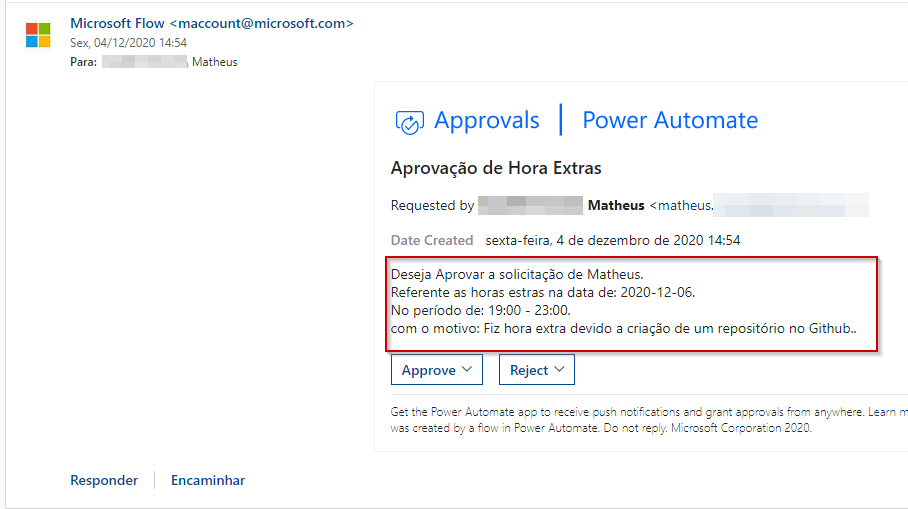 Microsoft Flow <maccount@microsoft.com>
Sex, 04/12/2020 14:54
Para: Matheus
Approvals | Power Automate
Aprovação de Hora Extras
Requested by Matheus <matheus.
Date Created sexta-feira, 4 de dezembro de 2020 14:54
Deseja Aprovar a solicitação de Matheus.
Referente as horas estras na data de: 2020-12-06.
No período de: 19:00 - 23:00.
com o motivo: Fiz hora extra devido a criação de um repositório no Github..
Approve Reject
Get the Power Automate app to receive push notifications and grant approvals from anywhere. Learn m
was created by a flow in Power Automate. Do not reply. Microsoft Corporation 2020.
Responder Encaminhar